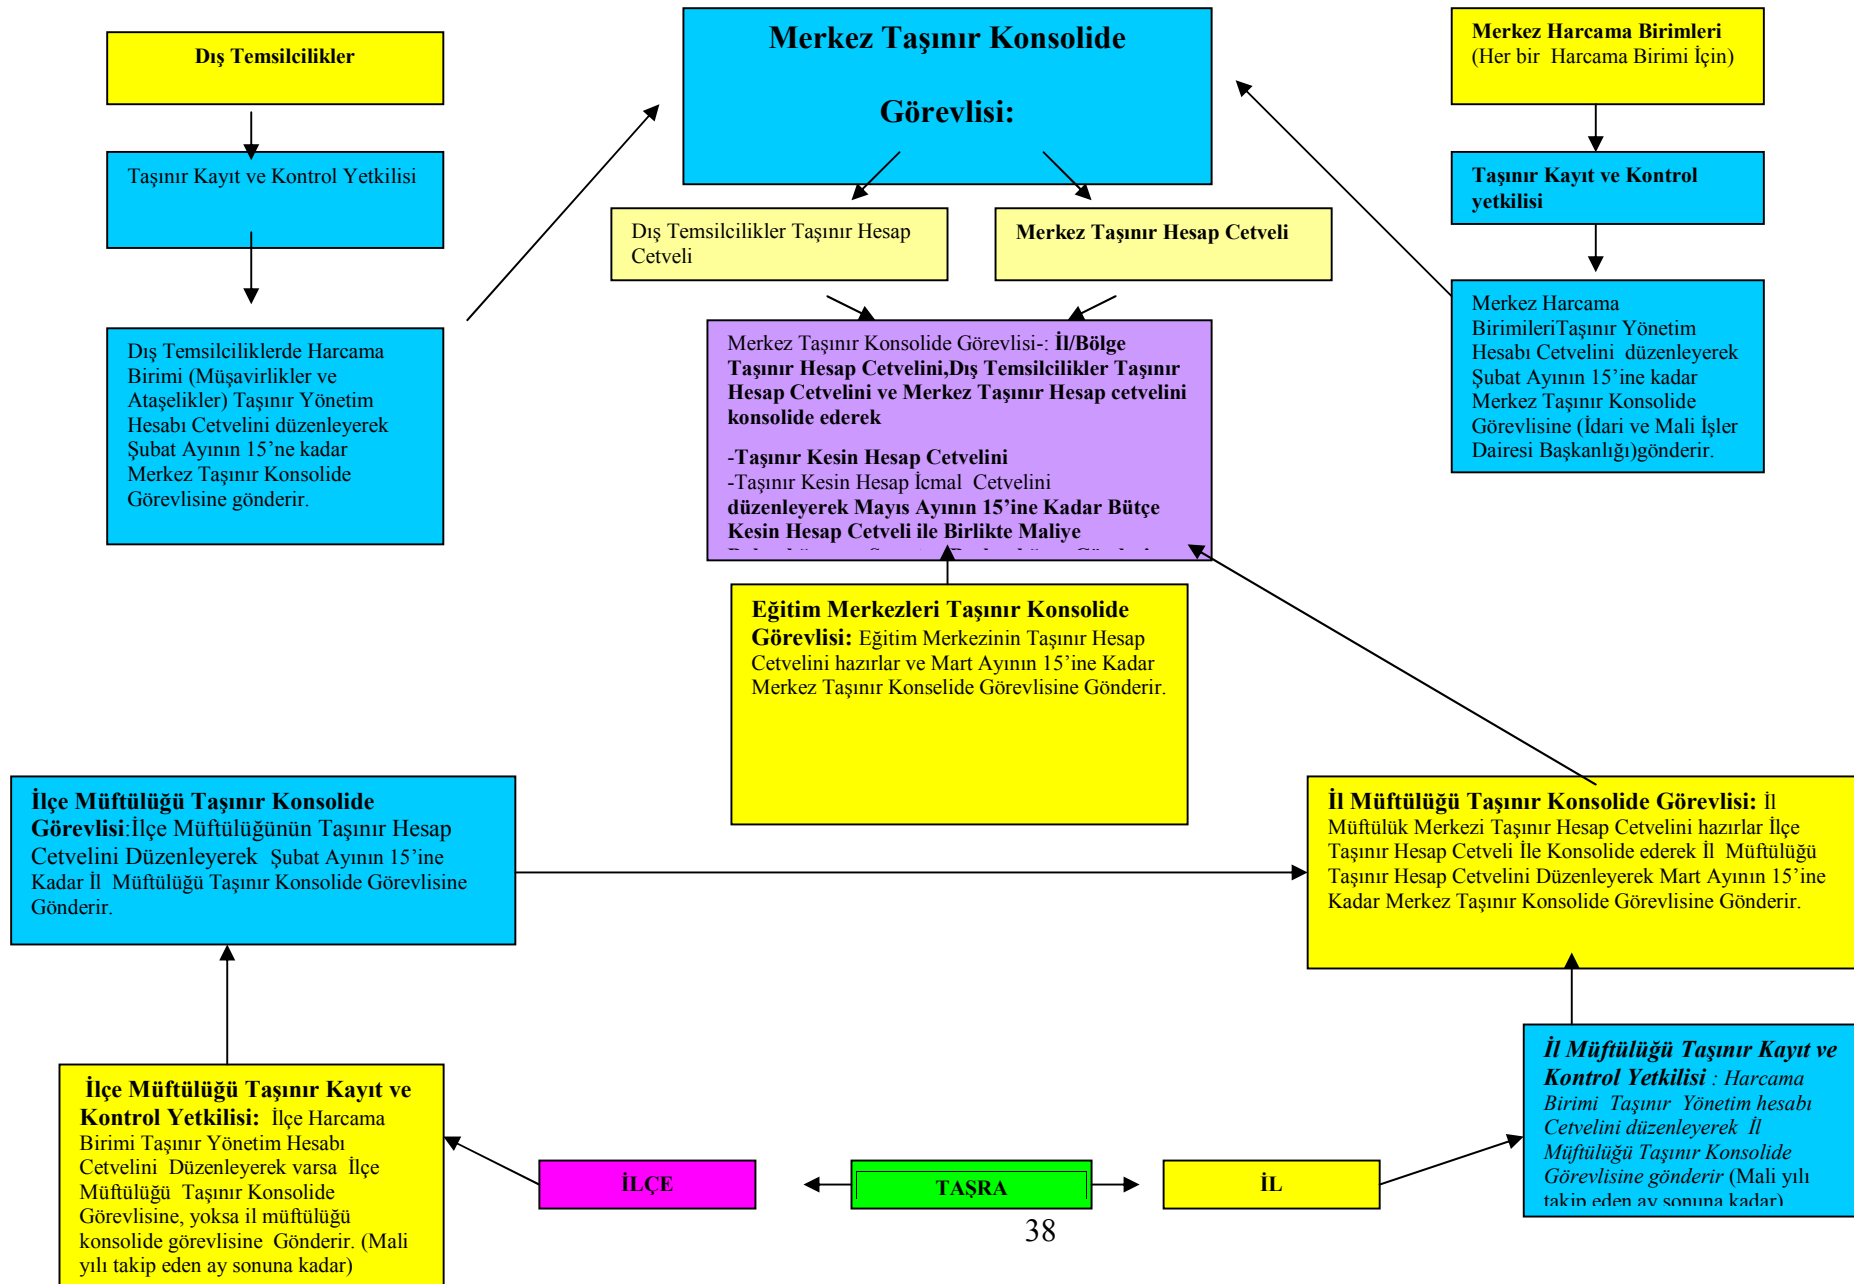 Dış Temsilcilikler
Taşınır Kayıt ve Kontrol Yetkilisi
Dış Temsilciliklerde Harcama
Birimi (Müşavirlikler ve
Ataşelikler) Taşınır Yönetim
Hesabı Cetvelini düzenleyerek
Şubat Ayının 15’ne kadar
Merkez Taşınır Konsolide
Görevlisine gönderir.
Merkez Taşınır Konsolide
Görevlisi:
Dış Temsilcilikler Taşınır Hesap
Cetveli
Merkez Taşınır Hesap Cetveli
Merkez Harcama Birimleri
(Her bir Harcama Birimi İçin)
Taşınır Kayıt ve Kontrol
yetkilisi
Merkez Harcama
BirimileriTaşınır Yönetim
Hesabı Cetvelini düzenleyerek
Şubat Ayının 15’ine kadar
Merkez Taşınır Konsolide
Görevlisine (İdari ve Mali İşler
Dairesi Başkanlığı)gönderir.
Merkez Taşınır Konsolide Görevlisi-: İl/Bölge
Taşınır Hesap Cetvelini,Dış Temsilcilikler Taşınır
Hesap Cetvelini ve Merkez Taşınır Hesap cetvelini
konsolide ederek
-Taşınır Kesin Hesap Cetvelini
-Taşınır Kesin Hesap İcmal Cetvelini
düzenleyerek Mayıs Ayının 15’ine Kadar Bütçe
Kesin Hesap Cetveli ile Birlikte Maliye
Eğitim Merkezleri Taşınır Konsolide
Görevlisi: Eğitim Merkezinin Taşınır Hesap
Cetvelini hazırlar ve Mart Ayının 15’ine Kadar
Merkez Taşınır Konselide Görevlisine Gönderir.
İlçe Müftülüğü Taşınır Konsolide
Görevlisi:İlçe Müftülüğünün Taşınır Hesap
Cetvelini Düzenleyerek Şubat Ayının 15’ine
Kadar İl Müftülüğü Taşınır Konsolide Görevlisine
Gönderir.
İl Müftülüğü Taşınır Konsolide Görevlisi: İl
Müftülük Merkezi Taşınır Hesap Cetvelini hazırlar İlçe
Taşınır Hesap Cetveli İle Konsolide ederek İl Müftülüğü
Taşınır Hesap Cetvelini Düzenleyerek Mart Ayının 15’ine
Kadar Merkez Taşınır Konsolide Görevlisine Gönderir.
İlçe Müftülüğü Taşınır Kayıt ve
Kontrol Yetkilisi: İlçe Harcama
Birimi Taşınır Yönetim Hesabı
Cetvelini Düzenleyerek varsa İlçe
Müftülüğü Taşınır Konsolide
Görevlisine, yoksa il müftülüğü
konsolide görevlisine Gönderir. (Mali
yılı takip eden ay sonuna kadar)
İLÇE
TAŞRA
İL
İl Müftülüğü Taşınır Kayıt ve
Kontrol Yetkilisi : Harcama
Birimi Taşınır Yönetim hesabı
Cetvelini düzenleyerek İl
Müftülüğü Taşınır Konsolide
Görevlisine gönderir (Mali yılı
takip eden ay sonuna kadar)
38